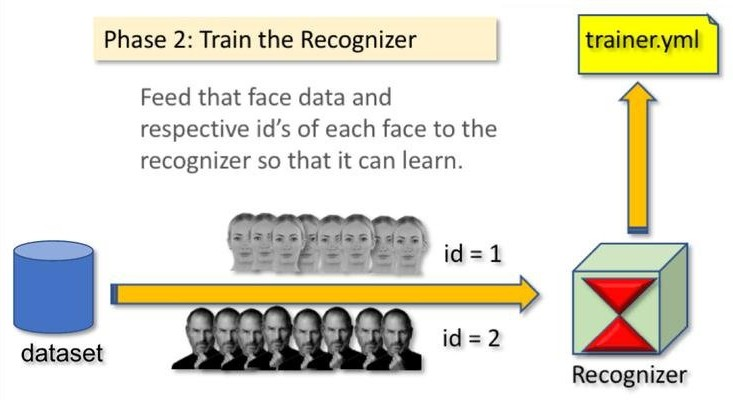 Phase 2: Train the Recognizer
trainer.yml
Feed that face data and
respective id's of each face to the
recognizer so that it can learn.
id = 1
id = 2
dataset
Recognizer